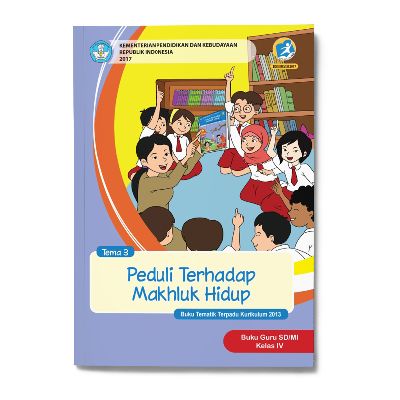 KEMENTERIAN PENDIDIKAN DAN KEBUDAYAAN
REPUBLIK INDONESIA
2017
Tema 3
Peduli Terhadap
Makhluk Hidup
Buku Tematik Terpadu Kurikulum 2013
Buku Guru SD/MI
Kelas IV